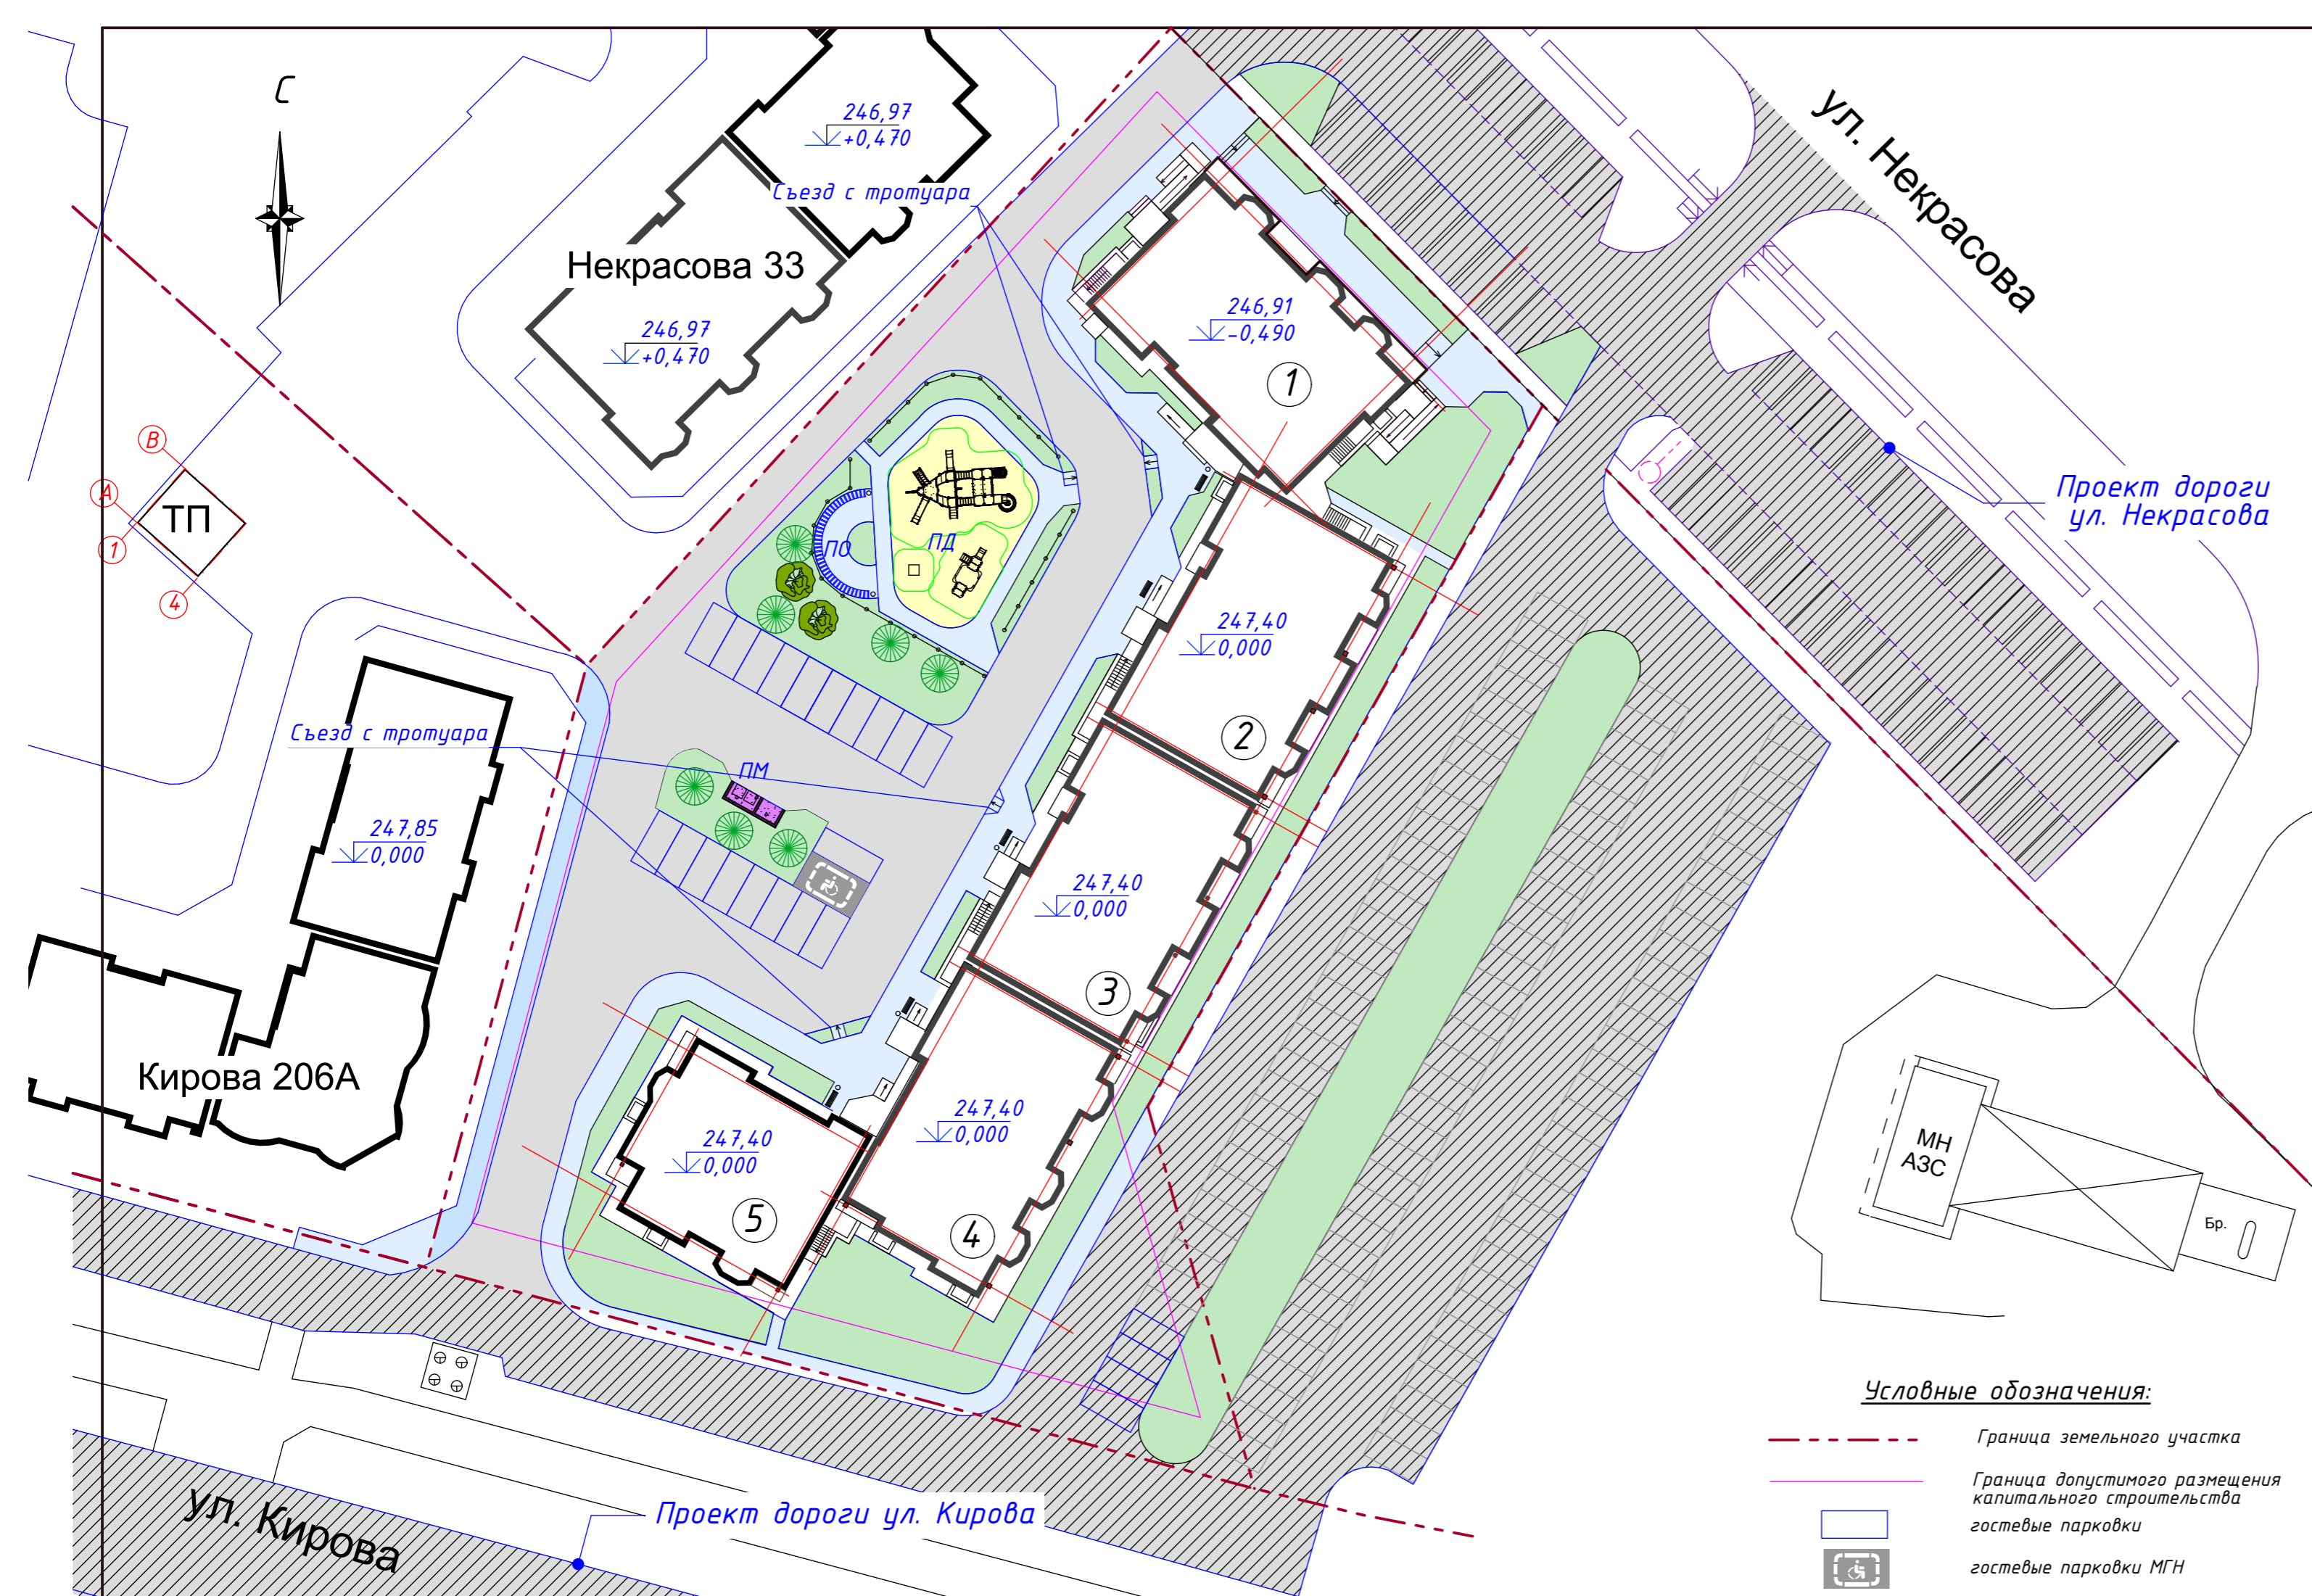 С
246,97
+0,470
Съезд с тротуара
Некрасова 33
246,97
+0,470
ул. Некрасова
246,91
-0,490
1
В
А
ТП
1
4
ПО
ПД
Проект дороги
ул. Некрасова
247,40
0,000
2
Съезд с тротуара
ПМ
247,85
0,000
247,40
0,000
3
Кирова 206А
247,40
0,000
4
247,40
0,000
5
МН
АЗС
Бр.
Условные обозначения:
Граница земельного участка
Граница допустимого размещения
капитального строительства
гостевые парковки
гостевые парковки МГН
Проект дороги ул. Кирова
ул. Кирова